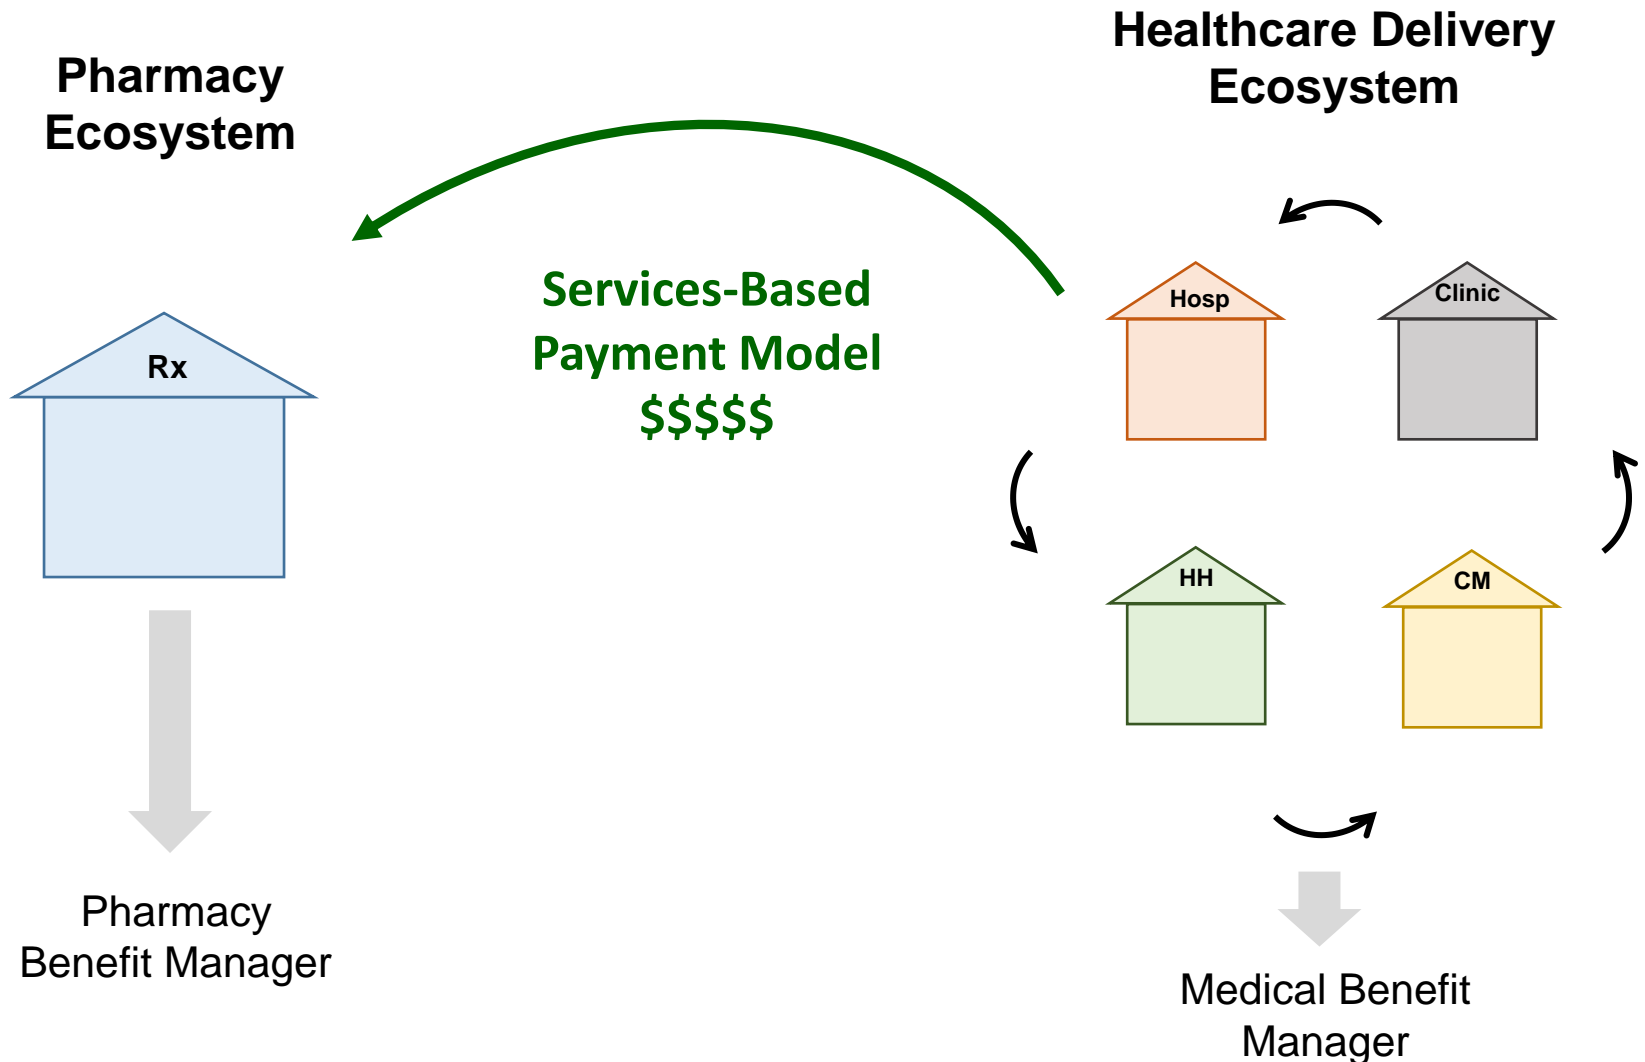 Pharmacy
Ecosystem
Healthcare Delivery
Ecosystem
Services-Based
Payment Model
$$$$$
Rx
Hosp
Clinic
HH
CM
Pharmacy
Benefit Manager
Medical Benefit
Manager